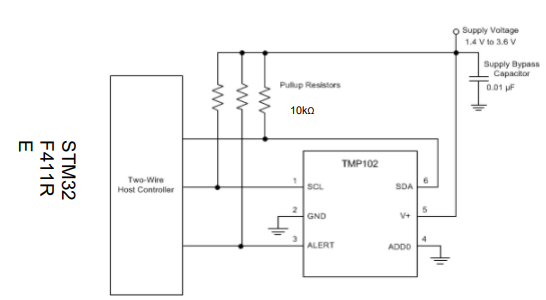 Supply Voltage
1.4 V to 3.6 V
Supply Bypass
Capacitor
0.01 µF
Pullup Resistors
10kΩ
STM32
F411R
E
Two-Wire
Host Controller
TMP102
1
SCL
SDA
6
2
GND
V+
5
3
ALERT
ADD0
4